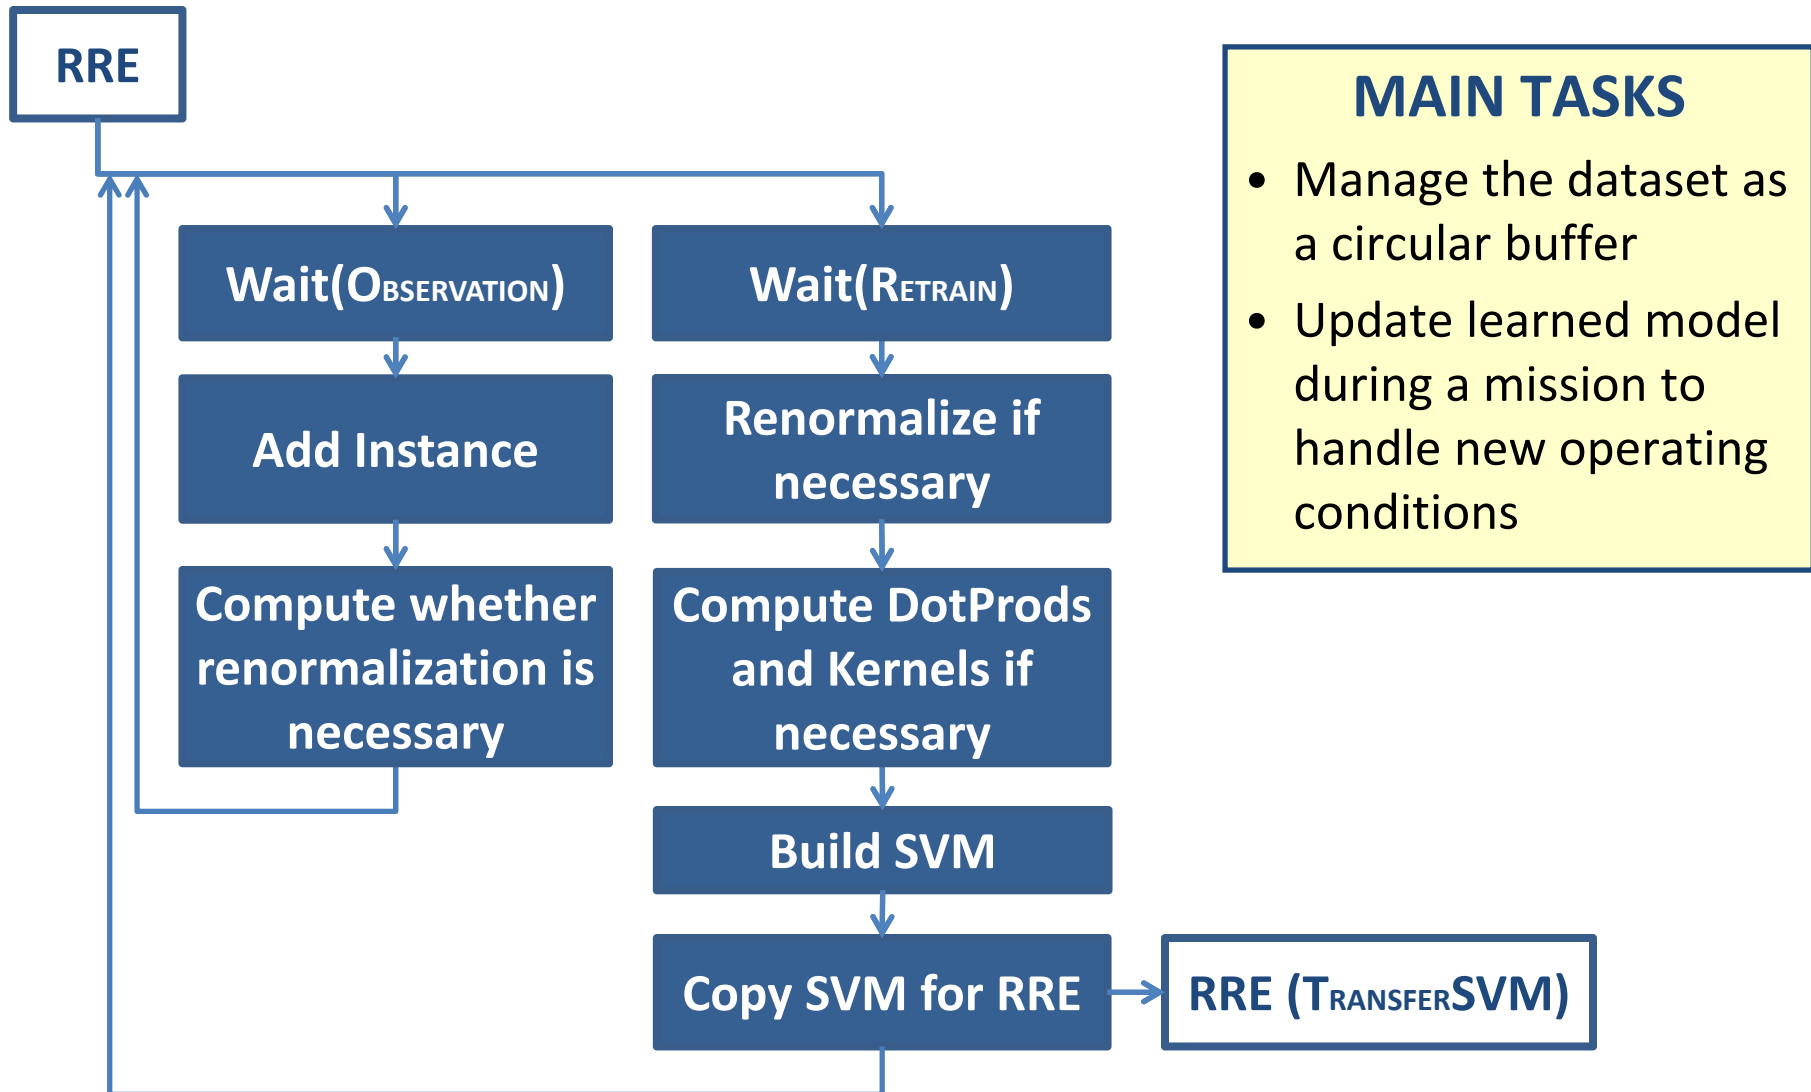 RRE
Wait(OBSERVATION)
Add Instance
Compute whether
renormalization is
necessary
Wait(RETRAIN)
Renormalize if
necessary
Compute DotProds
and Kernels if
necessary
Build SVM
Copy SVM for RRE
RRE (TRANSFERSVM)
MAIN TASKS
• Manage the dataset as
a circular buffer
• Update learned model
during a mission to
handle new operating
conditions